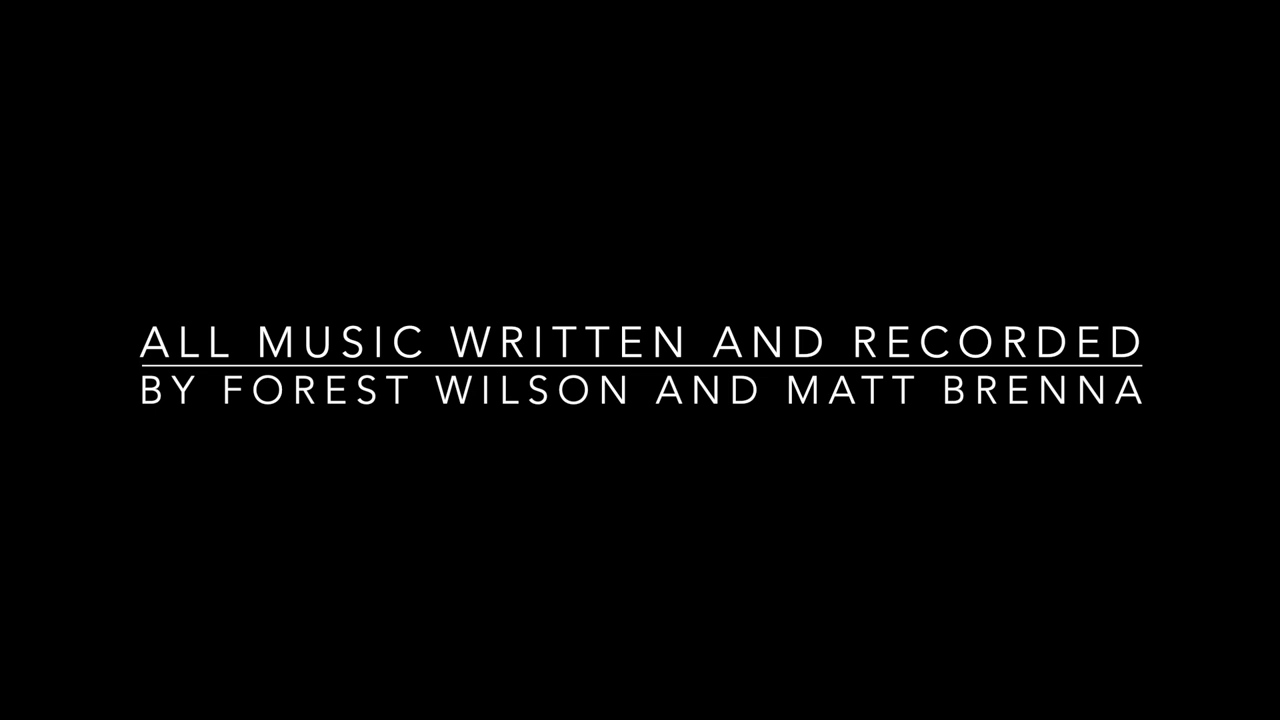 ALL MUSIC WRITTEN AND RECORDED
BY FOREST WILSON AND MATT BRENNA